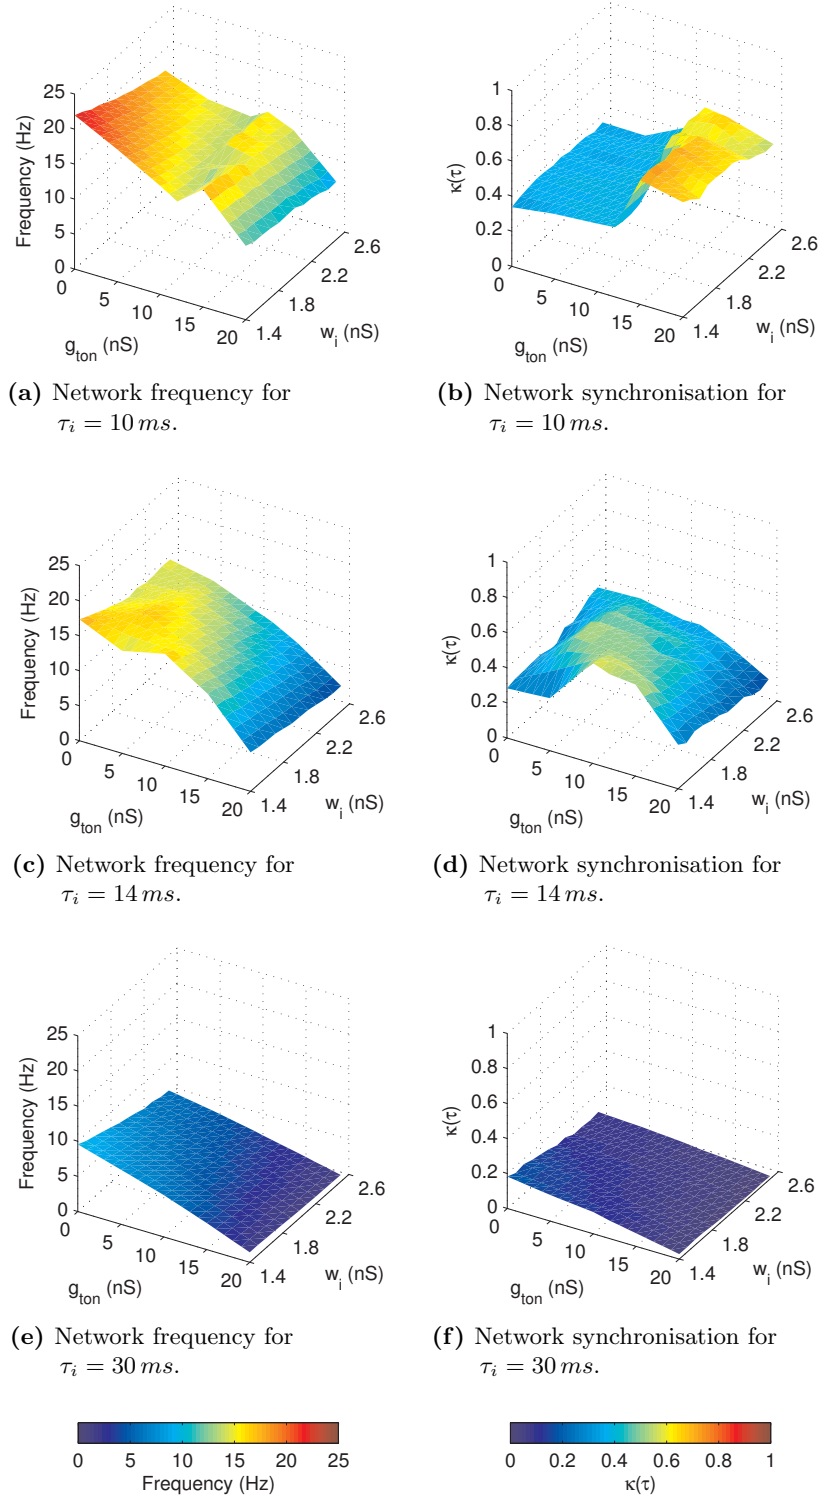 25
20
15
10
5
0
Frequency (Hz)
0
5
10
15
20
g_ton (nS)
1.4
1.8
2.2
2.6
w_i (nS)
(a) Network frequency for
τ_i = 10 ms.
1
0.8
0.6
0.4
0.2
0
κ(τ)
0
5
10
15
20
g_ton (nS)
1.4
1.8
2.2
2.6
w_i (nS)
(b) Network synchronisation for
τ_i = 10 ms.
25
20
15
10
5
0
Frequency (Hz)
0
5
10
15
20
g_ton (nS)
1.4
1.8
2.2
2.6
w_i (nS)
(c) Network frequency for
τ_i = 14 ms.
1
0.8
0.6
0.4
0.2
0
κ(τ)
0
5
10
15
20
g_ton (nS)
1.4
1.8
2.2
2.6
w_i (nS)
(d) Network synchronisation for
τ_i = 14 ms.
25
20
15
10
5
0
Frequency (Hz)
0
5
10
15
20
g_ton (nS)
1.4
1.8
2.2
2.6
w_i (nS)
(e) Network frequency for
τ_i = 30 ms.
1
0.8
0.6
0.4
0.2
0
κ(τ)
0
5
10
15
20
g_ton (nS)
1.4
1.8
2.2
2.6
w_i (nS)
(f) Network synchronisation for
τ_i = 30 ms.
0 5 10 15 20 25
Frequency (Hz)
0 0.2 0.4 0.6 0.8 1
κ(τ)